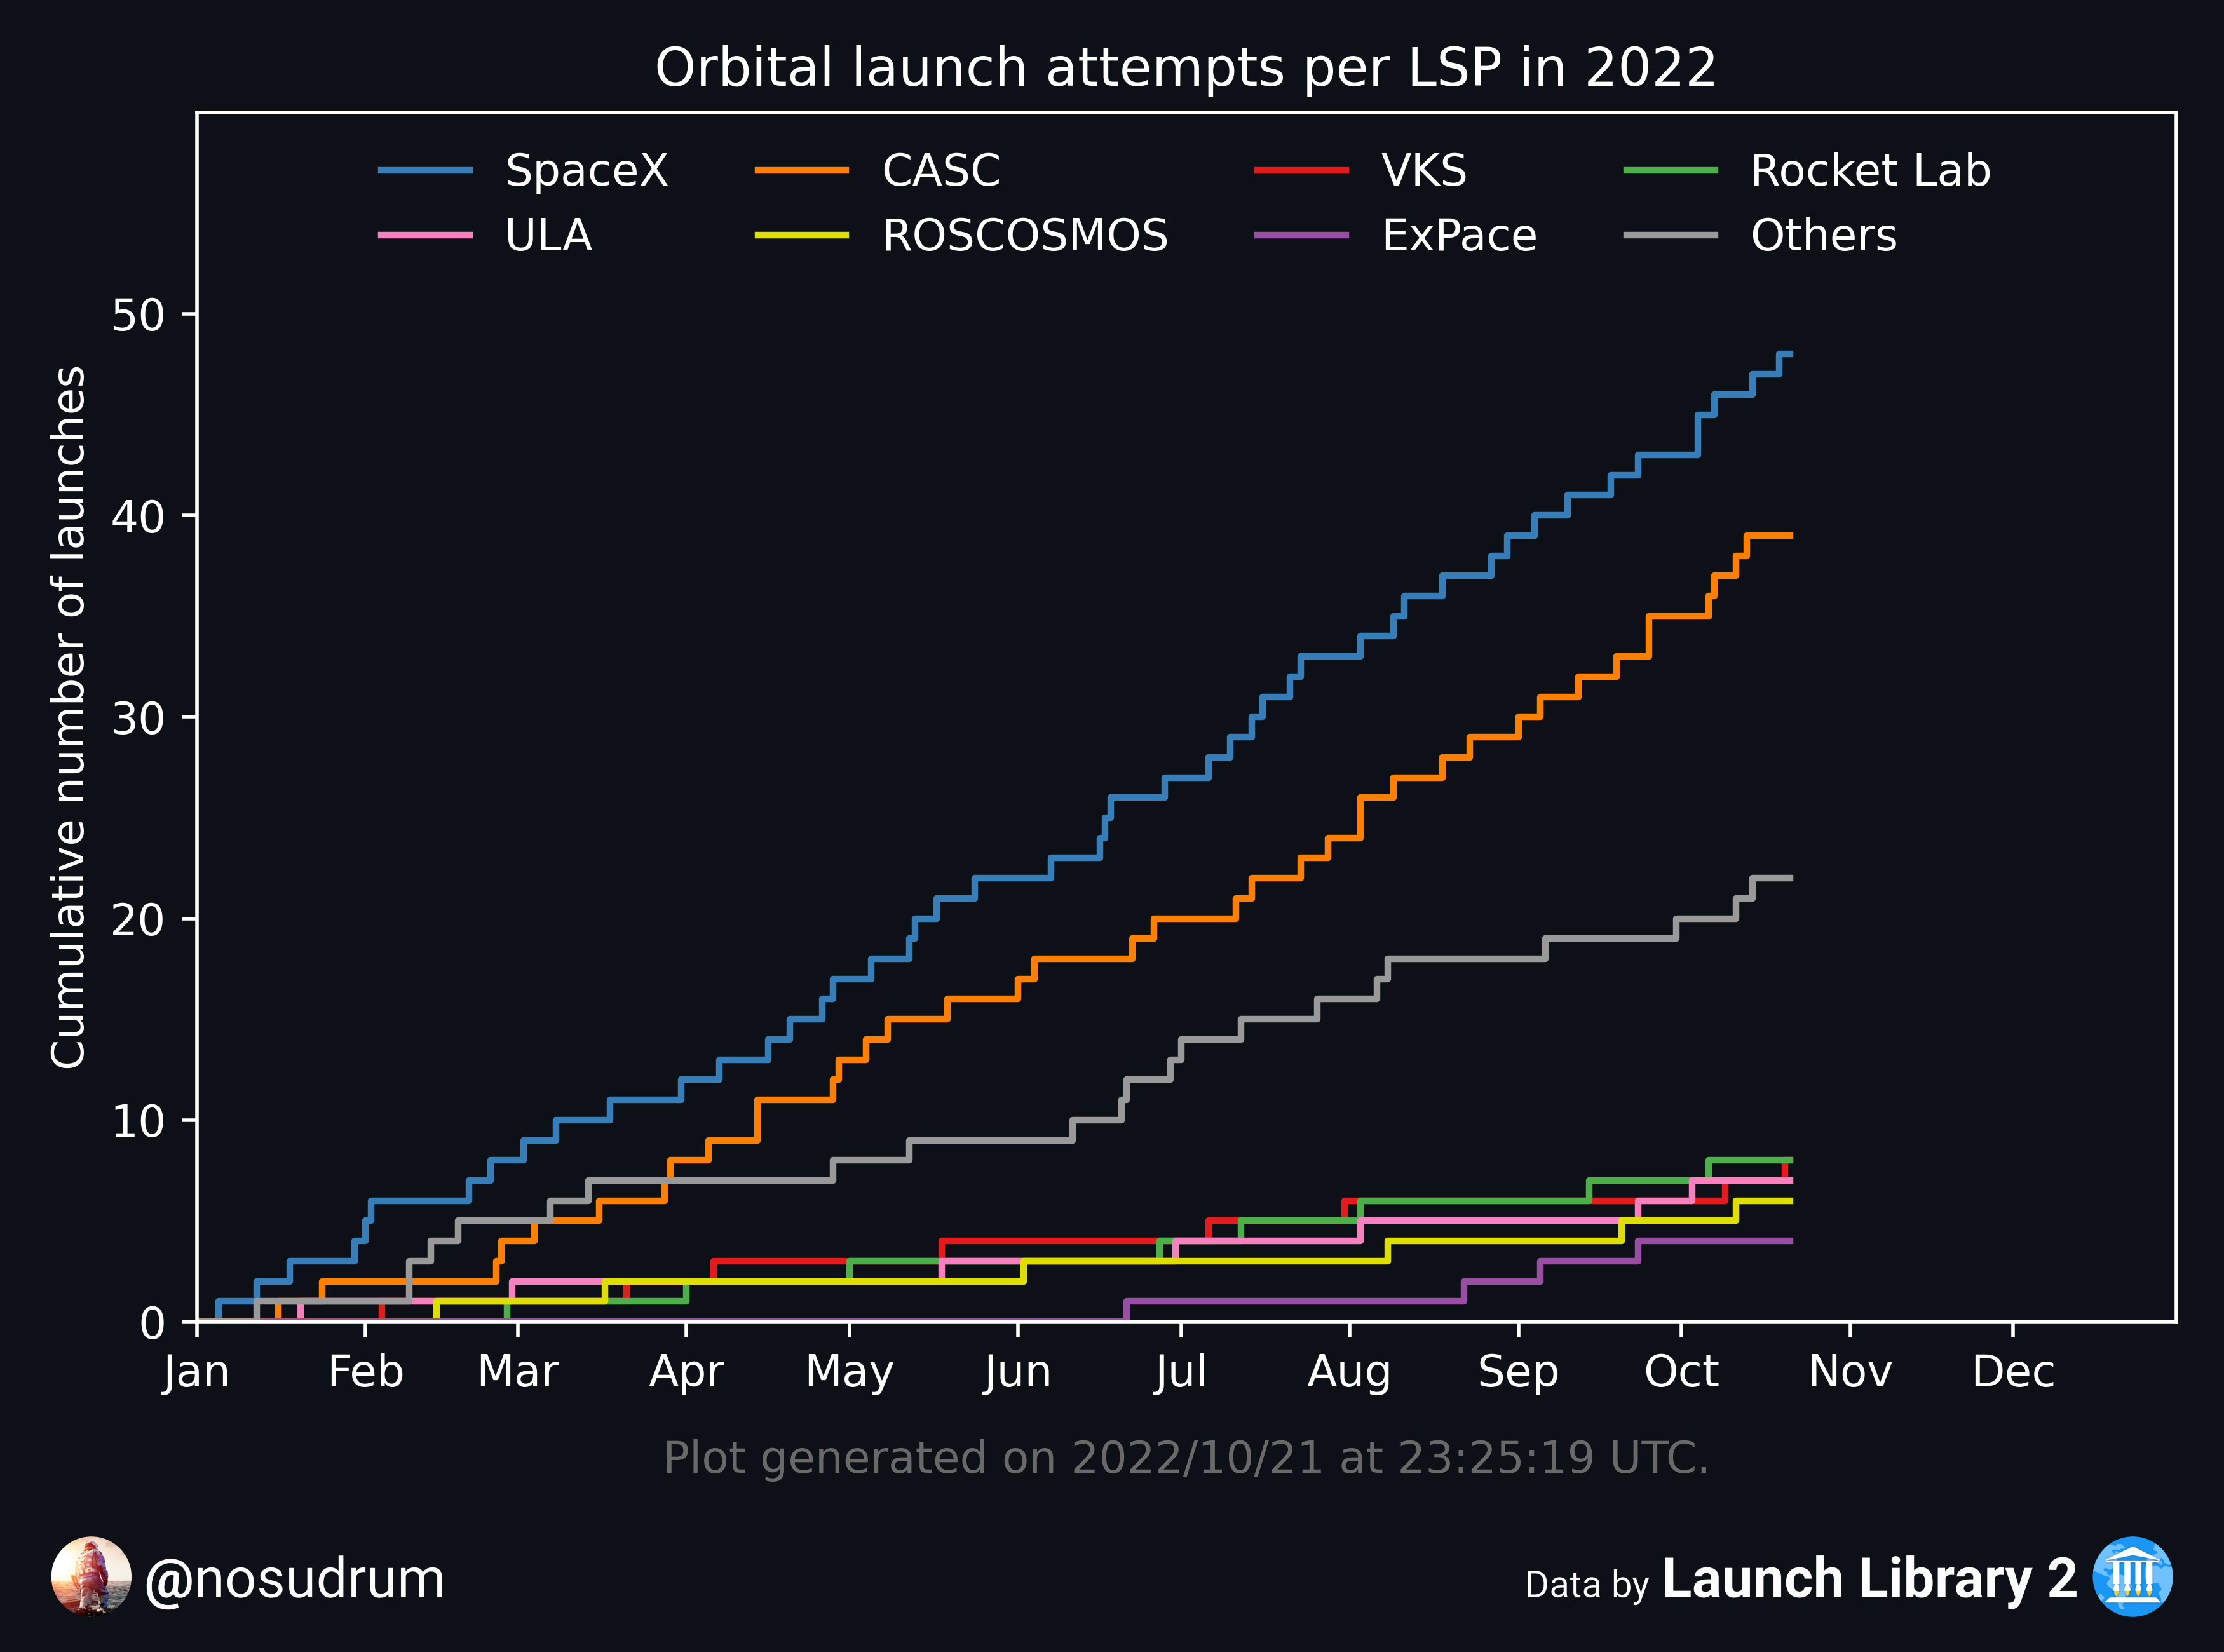 Orbital launch attempts per LSP in 2022
SpaceX CASC VKS Rocket Lab
ULA ROSCOSMOS ExPace Others
Cumulative number of launches
50
40
30
20
10
0
Jan Feb Mar Apr May Jun Jul Aug Sep Oct Nov Dec
Plot generated on 2022/10/21 at 23:25:19 UTC.
@nosudrum
Data by Launch Library 2